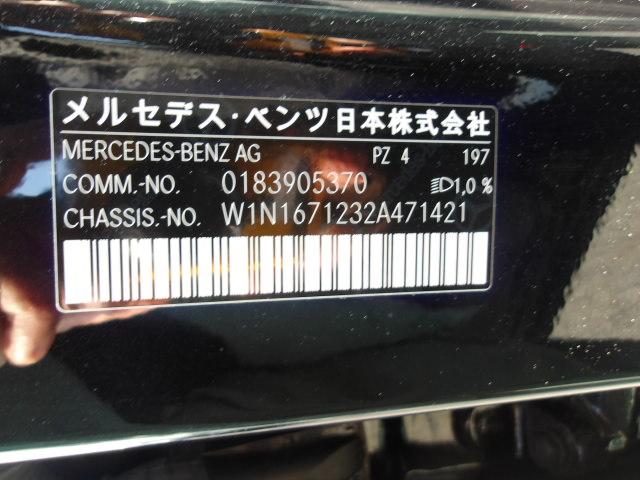 メルセデス・ベンツ日本株式会社
MERCEDES-BENZ AG PZ 4 197
COMM.-NO. 0183905370 1,0 %
CHASSIS.-NO. W1N1671232A471421